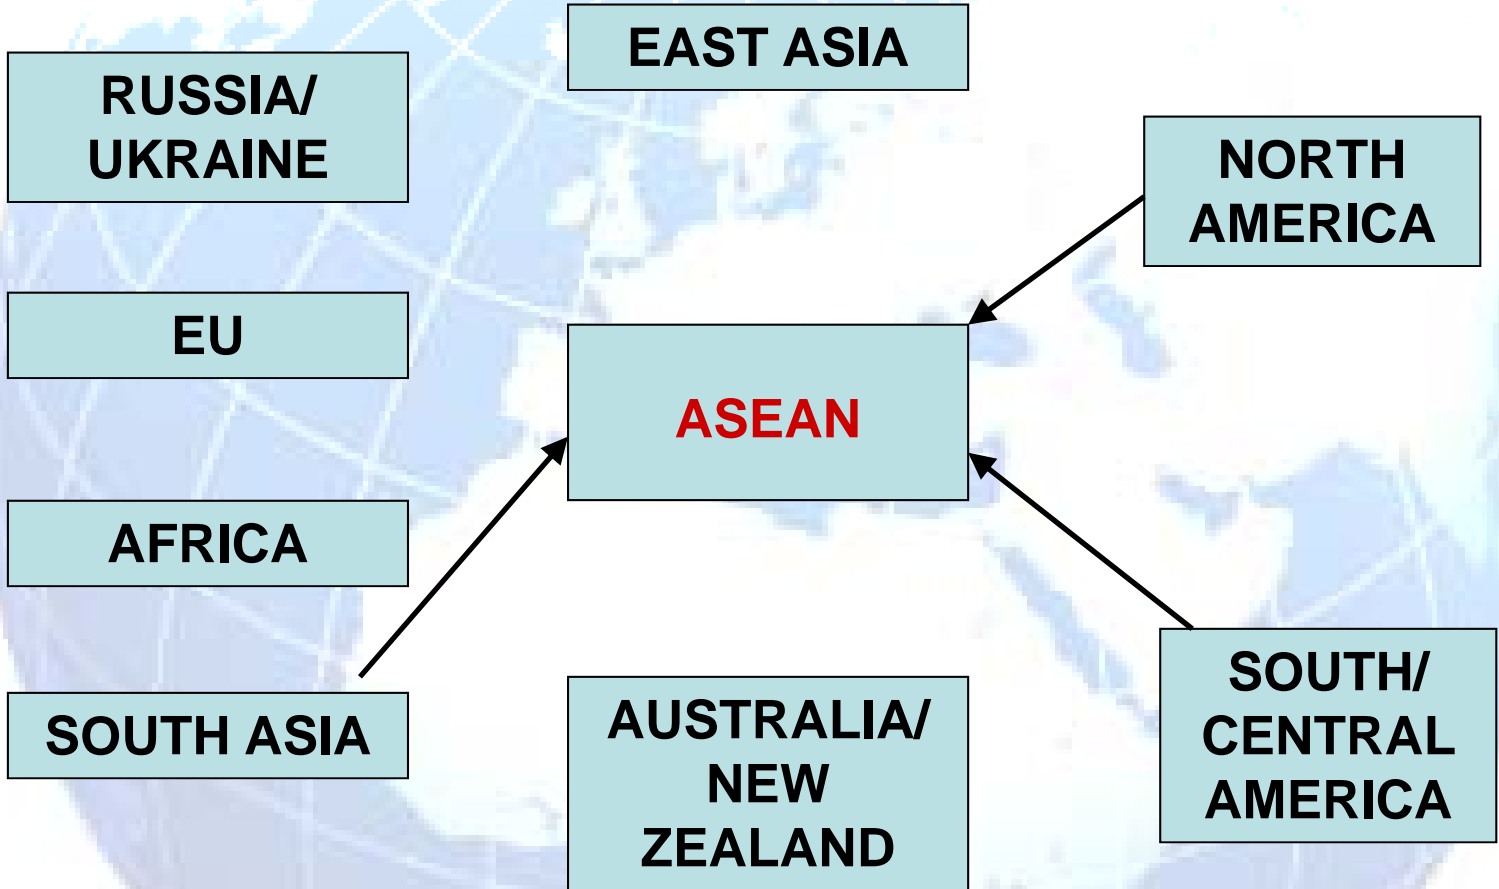 EAST ASIA
RUSSIA/
UKRAINE
NORTH
AMERICA
EU
ASEAN
AFRICA
SOUTH ASIA
AUSTRALIA/
NEW
ZEALAND
SOUTH/
CENTRAL
AMERICA